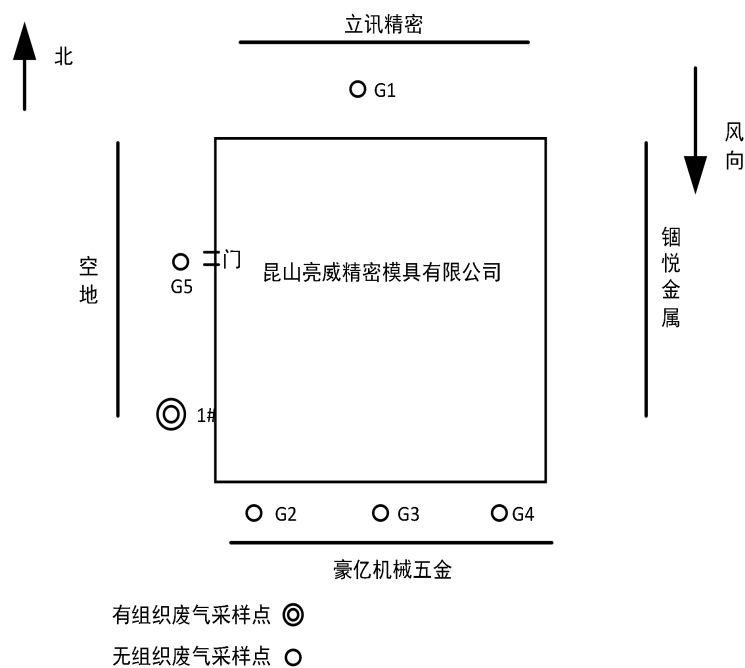 立讯精密
北
G1
风向
门
昆山亮威精密模具有限公司
空地
G5
锢悦金属
1#
G2
G3
G4
豪亿机械五金
有组织废气采样点
无组织废气采样点